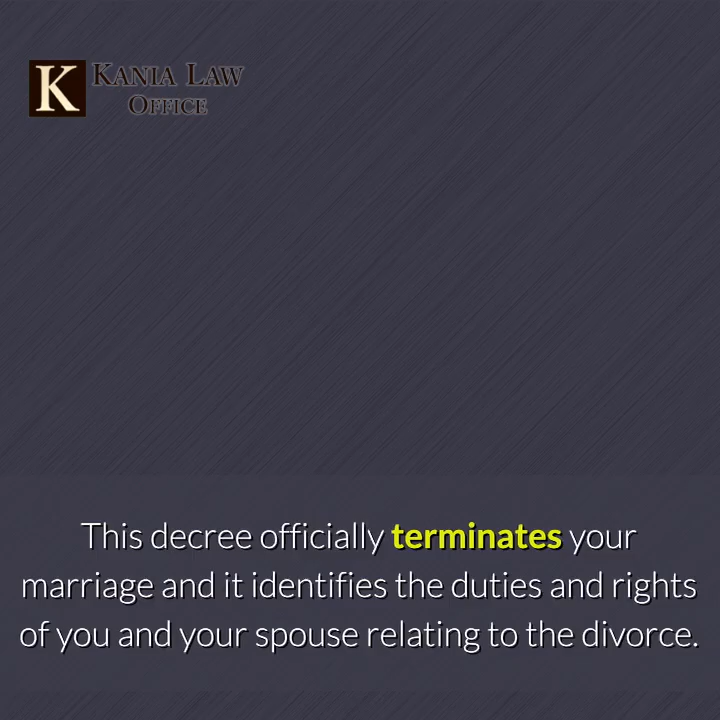 K
KANIA LAW
OFFICE
This decree officially terminates your
marriage and it identifies the duties and rights
of you and your spouse relating to the divorce.